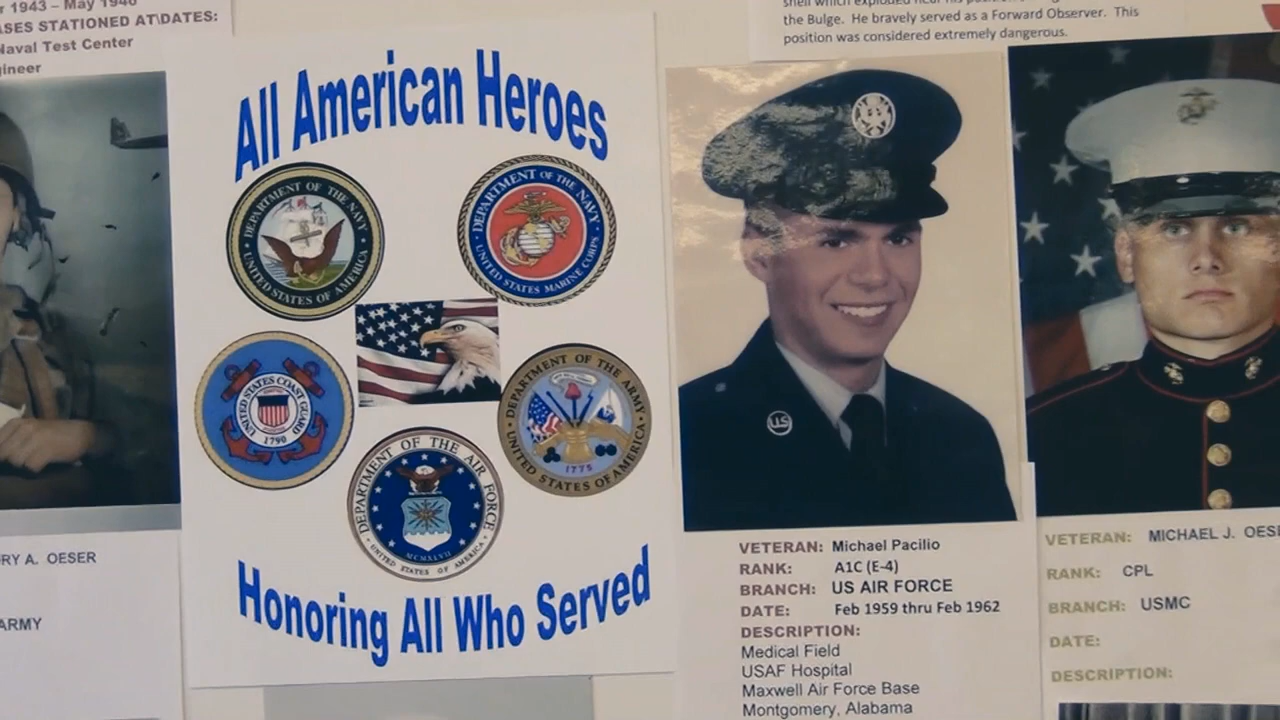 r 1943 – May 1946
ASES STATIONED AT\DATES:
Naval Test Center
gineer
shell which exploded near his
the Bulge. He bravely served as a Forward Observer. This
position was considered extremely dangerous.
All American Heroes
DEPARTMENT OF THE NAVY
UNITED STATES OF AMERICA
DEPARTMENT OF THE NAVY
UNITED STATES MARINE CORPS
UNITED STATES COAST GUARD
1790
DEPARTMENT OF THE ARMY
1775
UNITED STATES OF AMERICA
DEPARTMENT OF THE AIR FORCE
MCMXLVII
UNITED STATES OF AMERICA
Honoring All Who Served
RY A. OESER
ARMY
US
VETERAN: Michael Pacilio
RANK: A1C (E-4)
BRANCH: US AIR FORCE
DATE: Feb 1959 thru Feb 1962
DESCRIPTION:
Medical Field
USAF Hospital
Maxwell Air Force Base
Montgomery, Alabama
VETERAN: MICHAEL J. OESE
RANK: CPL
BRANCH: USMC
DATE:
DESCRIPTION: